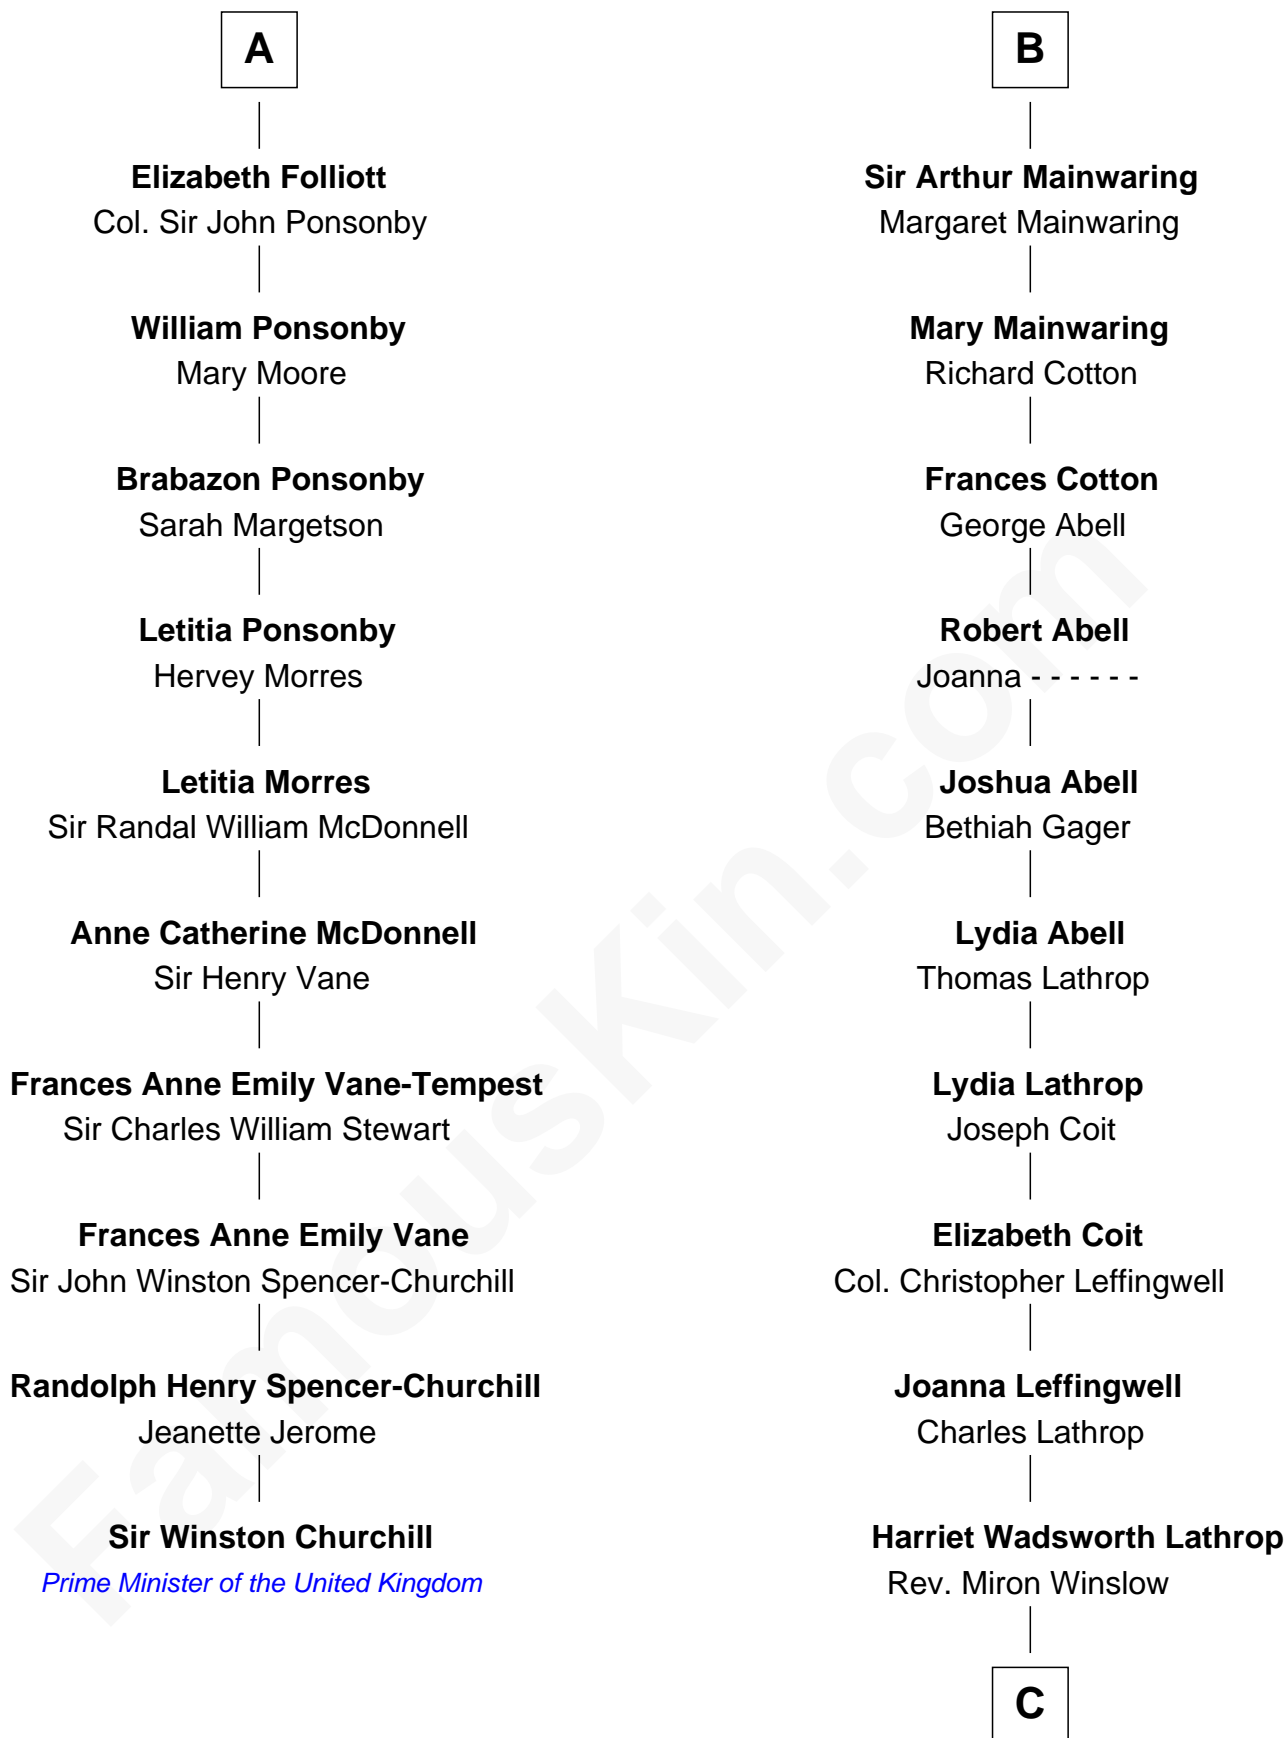 A
Elizabeth Folliott
Col. Sir John Ponsonby
William Ponsonby
Mary Moore
Brabazon Ponsonby
Sarah Margetson
Letitia Ponsonby
Hervey Morres
Letitia Morres
Sir Randal William McDonnell
Anne Catherine McDonnell
Sir Henry Vane
Frances Anne Emily Vane-Tempest
Sir Charles William Stewart
Frances Anne Emily Vane
Sir John Winston Spencer-Churchill
Randolph Henry Spencer-Churchill
Jeanette Jerome
Sir Winston Churchill
Prime Minister of the United Kingdom
B
Sir Arthur Mainwaring
Margaret Mainwaring
Mary Mainwaring
Richard Cotton
Frances Cotton
George Abell
Robert Abell
Joanna - - - - - -
Joshua Abell
Bethiah Gager
Lydia Abell
Thomas Lathrop
Lydia Lathrop
Joseph Coit
Elizabeth Coit
Col. Christopher Leffingwell
Joanna Leffingwell
Charles Lathrop
Harriet Wadsworth Lathrop
Rev. Miron Winslow
C
FamousKin.com